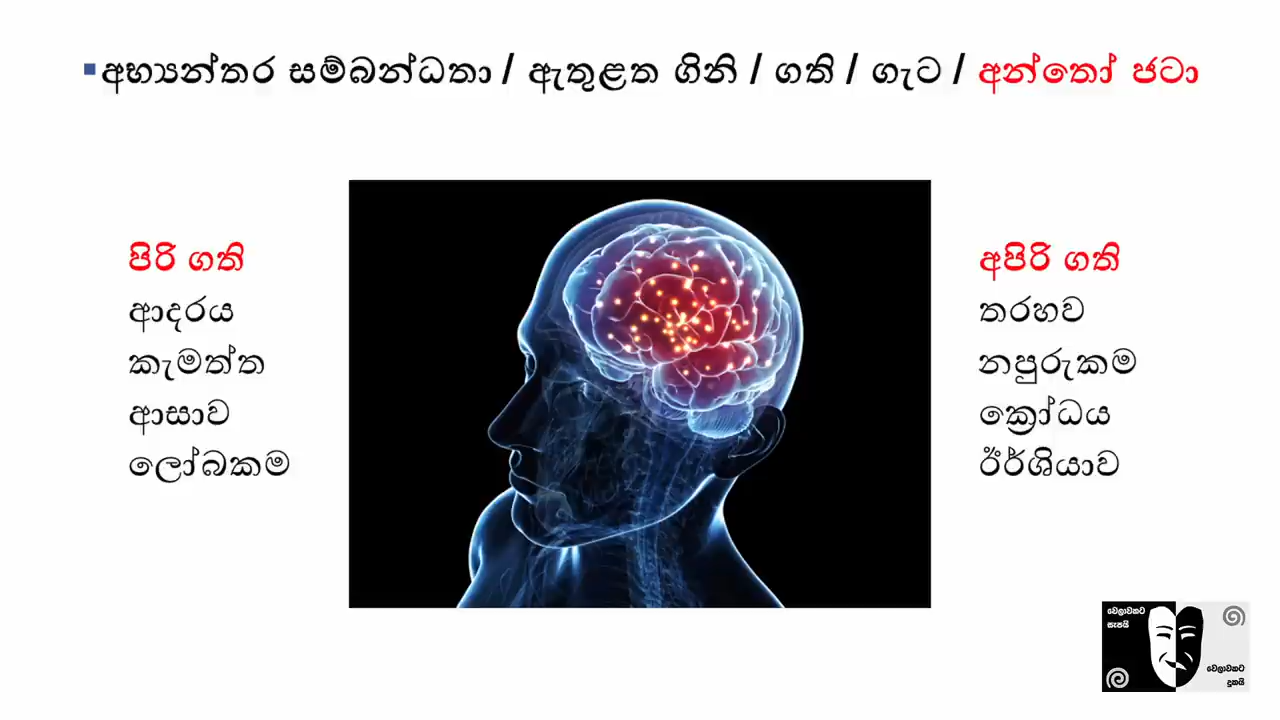 අභ්‍යන්තර සම්බන්ධතා / ඇතුළත ගිනි / ගති / ගැට / අන්තෝ ජටා
පිරි ගති
ආදරය
කැමත්ත
ආසාව
ලෝබකම
අපිරි ගති
තරහව
නපුරුකම
ක්‍රෝධය
ඊර්ශියාව
වෙලාවකට
සැපයි
වෙලාවකට
දුකයි